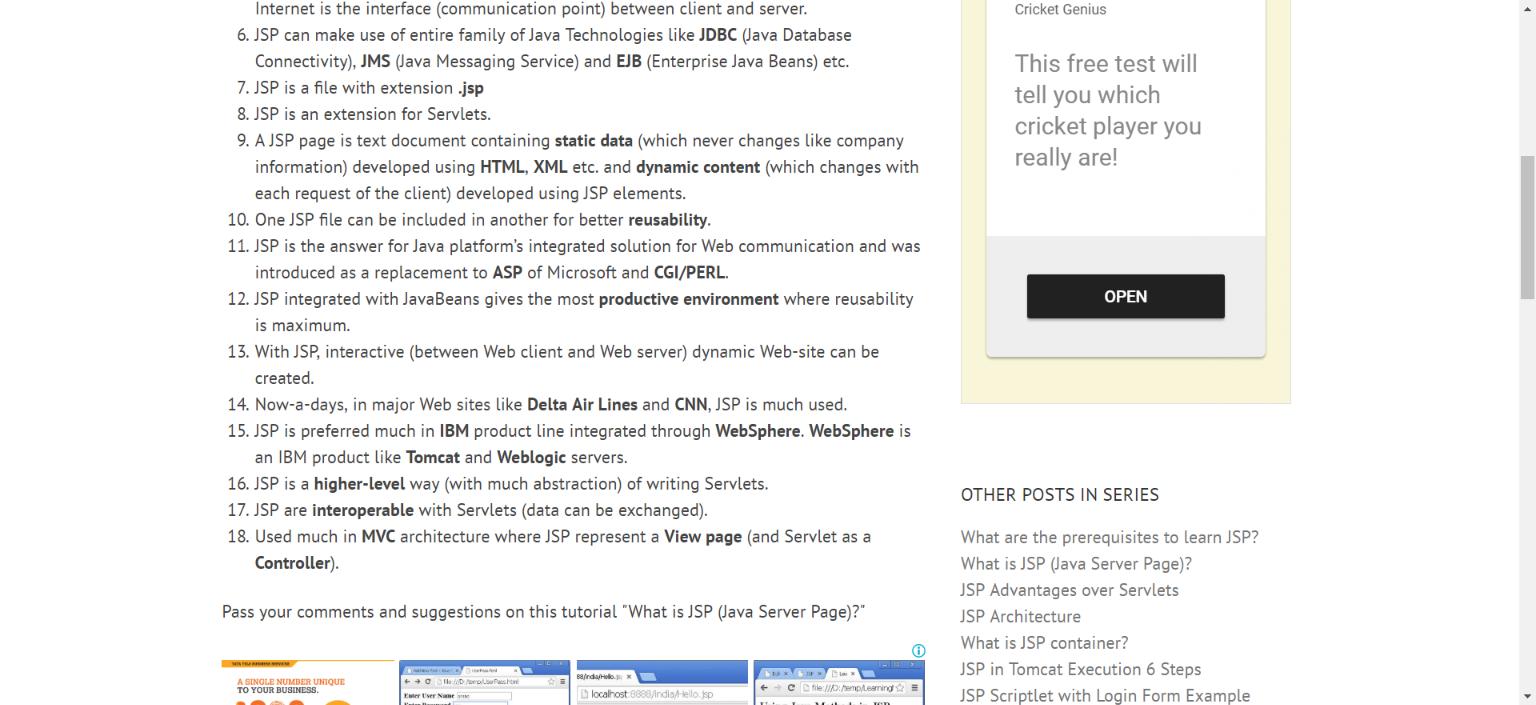 Internet is the interface (communication point) between client and server.
6. JSP can make use of entire family of Java Technologies like JDBC (Java Database
Connectivity), JMS (Java Messaging Service) and EJB (Enterprise Java Beans) etc.
7. JSP is a file with extension .jsp
8. JSP is an extension for Servlets.
9. A JSP page is text document containing static data (which never changes like company
information) developed using HTML, XML etc. and dynamic content (which changes with
each request of the client) developed using JSP elements.
10. One JSP file can be included in another for better reusability.
11. JSP is the answer for Java platform's integrated solution for Web communication and was
introduced as a replacement to ASP of Microsoft and CGI/PERL.
12. JSP integrated with JavaBeans gives the most productive environment where reusability
is maximum.
13. With JSP, interactive (between Web client and Web server) dynamic Web-site can be
created.
14. Now-a-days, in major Web sites like Delta Air Lines and CNN, JSP is much used.
15. JSP is preferred much in IBM product line integrated through WebSphere. WebSphere is
an IBM product like Tomcat and Weblogic servers.
16. JSP is a higher-level way (with much abstraction) of writing Servlets.
17. JSP are interoperable with Servlets (data can be exchanged).
18. Used much in MVC architecture where JSP represent a View page (and Servlet as a
Controller).
Pass your comments and suggestions on this tutorial "What is JSP (Java Server Page)?"
A SINGLE NUMBER UNIQUE
TO YOUR BUSINESS.
file:///D:/temp/UserPass.html
Enter User Name
localhost:8888/india/Hello.jsp
Cricket Genius
This free test will
tell you which
cricket player you
really are!
OPEN
OTHER POSTS IN SERIES
What are the prerequisites to learn JSP?
What is JSP (Java Server Page)?
JSP Advantages over Servlets
JSP Architecture
What is JSP container?
JSP in Tomcat Execution 6 Steps
JSP Scriptlet with Login Form Example